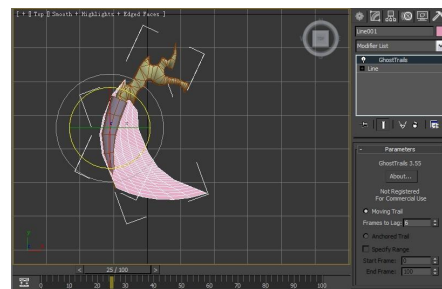 [ + ][ Top ][ Smooth + Highlights + Edged Faces ]
Line001
Modifier List
GhostTrails
Line
Parameters
GhostTrails 3.55
About...
Not Registered
For Commercial Use
Moving Trail
Frames to Lag: 6
Anchored Trail
Specify Range
Start Frame: 0
End Frame: 100
< 25 / 100 >
0 10 20 30 40 50 60 70 80 90 100